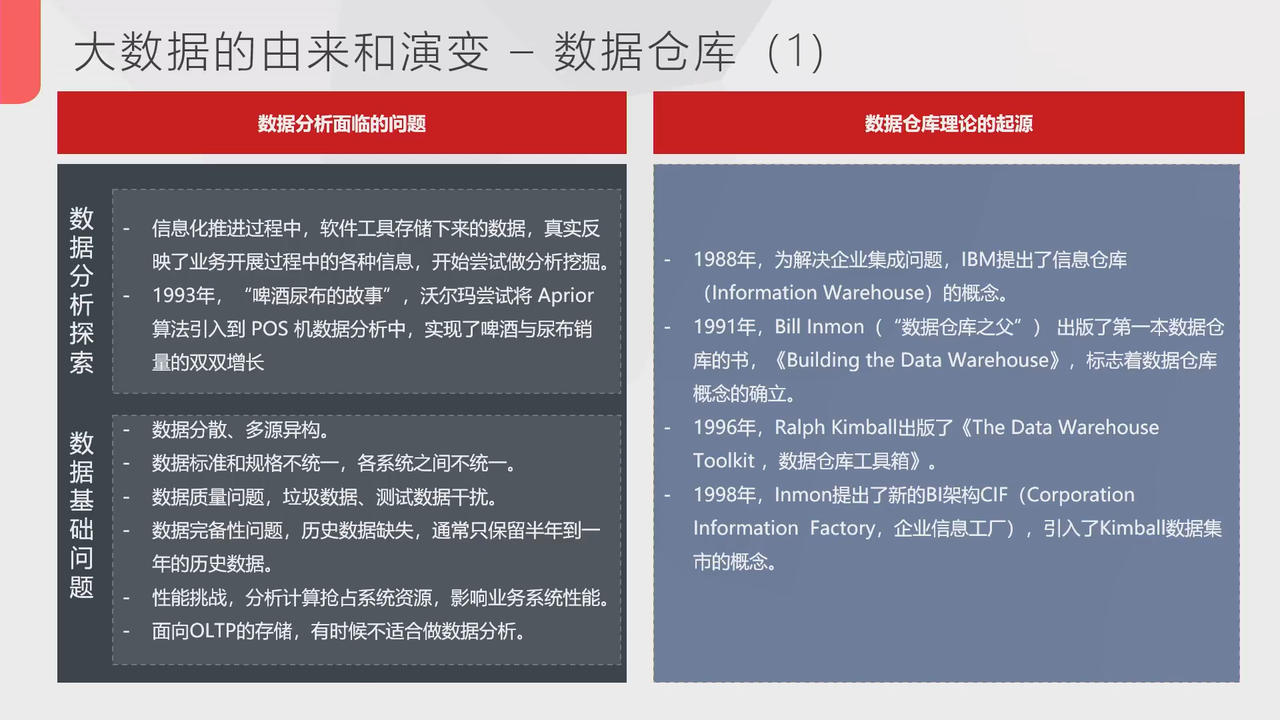 大数据的由来和演变 – 数据仓库（1）
数据分析面临的问题
数据分析探索
- 信息化推进过程中，软件工具存储下来的数据，真实反
映了业务开展过程中的各种信息，开始尝试做分析挖掘。
- 1993年，“啤酒尿布的故事”，沃尔玛尝试将 Aprior
算法引入到 POS 机数据分析中，实现了啤酒与尿布销
量的双双增长
数据基础问题
- 数据分散、多源异构。
- 数据标准和规格不统一，各系统之间不统一。
- 数据质量问题，垃圾数据、测试数据干扰。
- 数据完备性问题，历史数据缺失，通常只保留半年到一
年的历史数据。
- 性能挑战，分析计算抢占系统资源，影响业务系统性能。
- 面向OLTP的存储，有时候不适合做数据分析。
数据仓库理论的起源
- 1988年，为解决企业集成问题，IBM提出了信息仓库
（Information Warehouse）的概念。
- 1991年，Bill Inmon（“数据仓库之父”） 出版了第一本数据仓
库的书，《Building the Data Warehouse》，标志着数据仓库
概念的确立。
- 1996年，Ralph Kimball出版了《The Data Warehouse
Toolkit ，数据仓库工具箱》。
- 1998年，Inmon提出了新的BI架构CIF（Corporation
Information Factory，企业信息工厂），引入了Kimball数据集
市的概念。